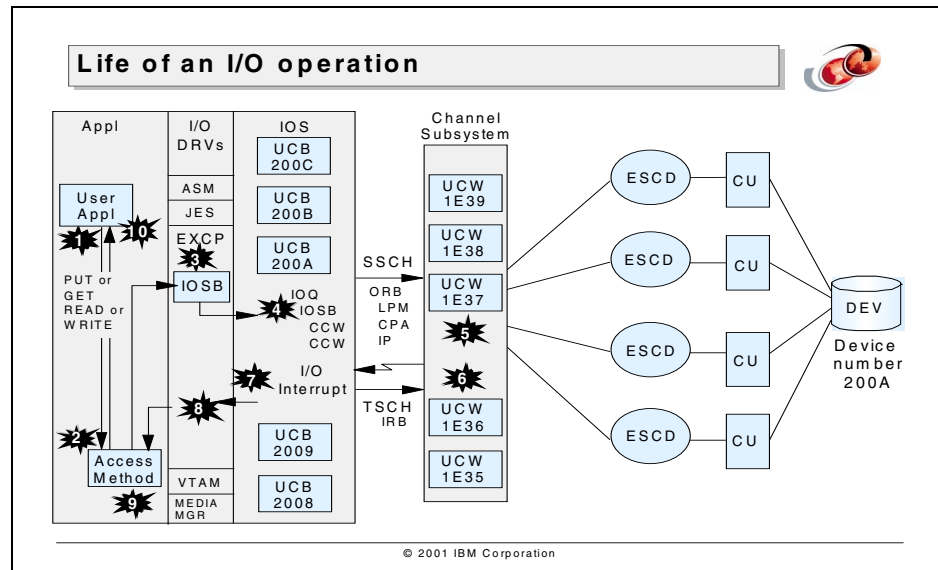 Life of an I/O operation
Appl
User
Appl
1
10
PUT or
GET
READ or
WRITE
2
Access
Method
9
I/O
DRVs
ASM
JES
EXCP
3
IOSB
8
VTAM
MEDIA
MGR
IOS
UCB
200C
UCB
200B
UCB
200A
4
IOQ
IOSB
CCW
CCW
7
I/O
Interrupt
UCB
2009
UCB
2008
SSCH
ORB
LPM
CPA
IP
TSCH
IRB
Channel
Subsystem
UCW
1E39
UCW
1E38
UCW
1E37
5
6
UCW
1E36
UCW
1E35
ESCD
CU
ESCD
CU
ESCD
CU
ESCD
CU
DEV
Device
number
200A
© 2001 IBM Corporation